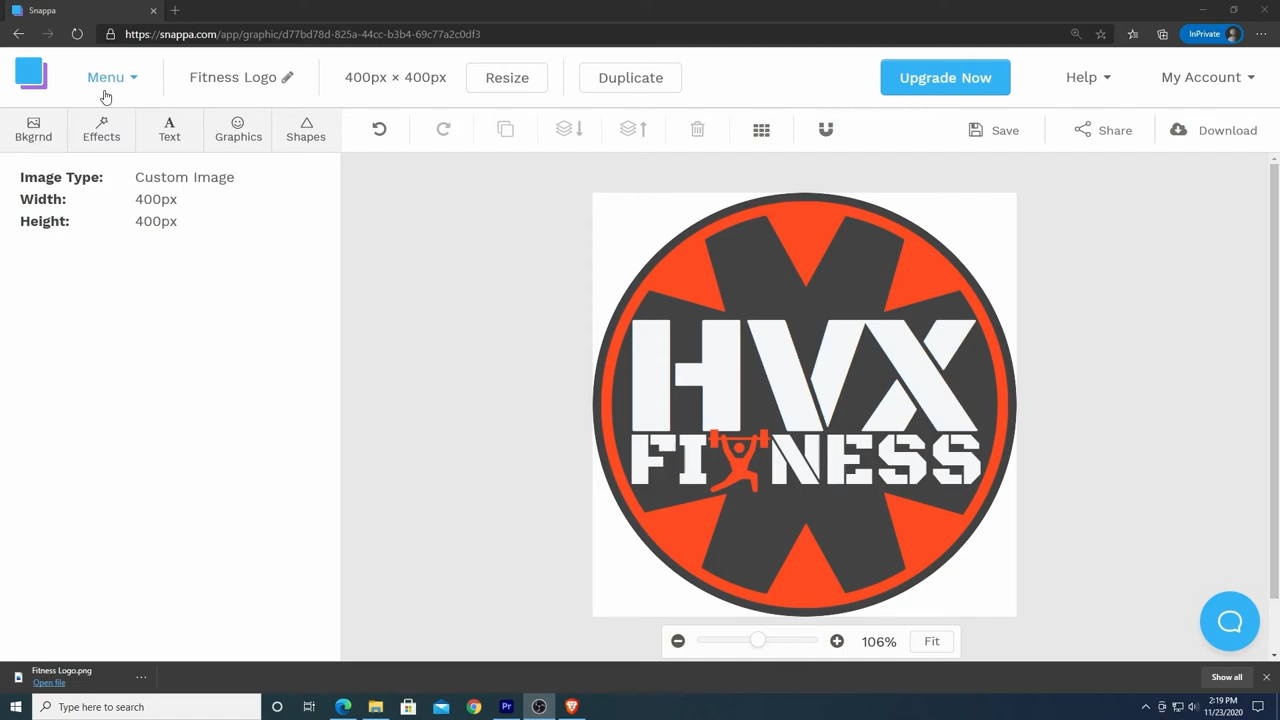 Snappa
https://snappa.com/app/graphic/d77bd78d-825a-44cc-b3b4-69c77a2c0df3
InPrivate
Menu
Fitness Logo
400px × 400px
Resize
Duplicate
Upgrade Now
Help
My Account
Bkgrnd
Effects
Text
Graphics
Shapes
Save
Share
Download
Image Type: Custom Image
Width: 400px
Height: 400px
HVX
FITNESS
106%
Fit
Fitness Logo.png
Open file
Show all
Type here to search
Pr
2:19 PM
11/23/2020